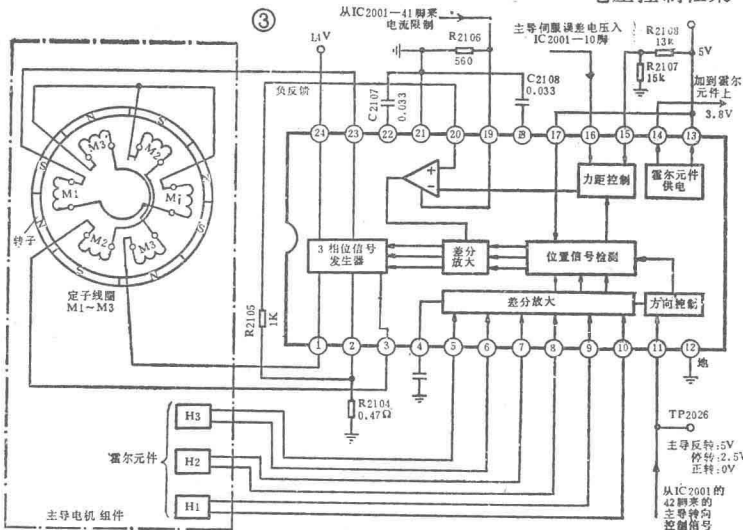 ③
从IC2001—41脚来
电流限制
R2106
560
主导伺服误差电压入
IC2001—10脚
R2108
13k
5V
R2107
15k
14V
负反馈
C2107
0.033
C2108
0.033
加到霍尔
元件上
3.8V
24
23
22
21
20
19
18
17
16
15
14
13
+
−
力距控制
霍尔元件
供电
3相位信号
发生器
差分
放大
位置信号检测
差分放大
方向控制
N
S
M3
M2
M1
M1
M2
M3
转子
定子线圈
M1~M3
R2105
1K
1
2
3
4
5
6
7
8
9
10
11
12
地
R2104
0.47Ω
霍尔元件
H3
H2
H1
主导电机组件
TP2026
主导反转:5V
停转:2.5V
正转:0V
从IC2001的
42脚来的
主导转向
控制信号